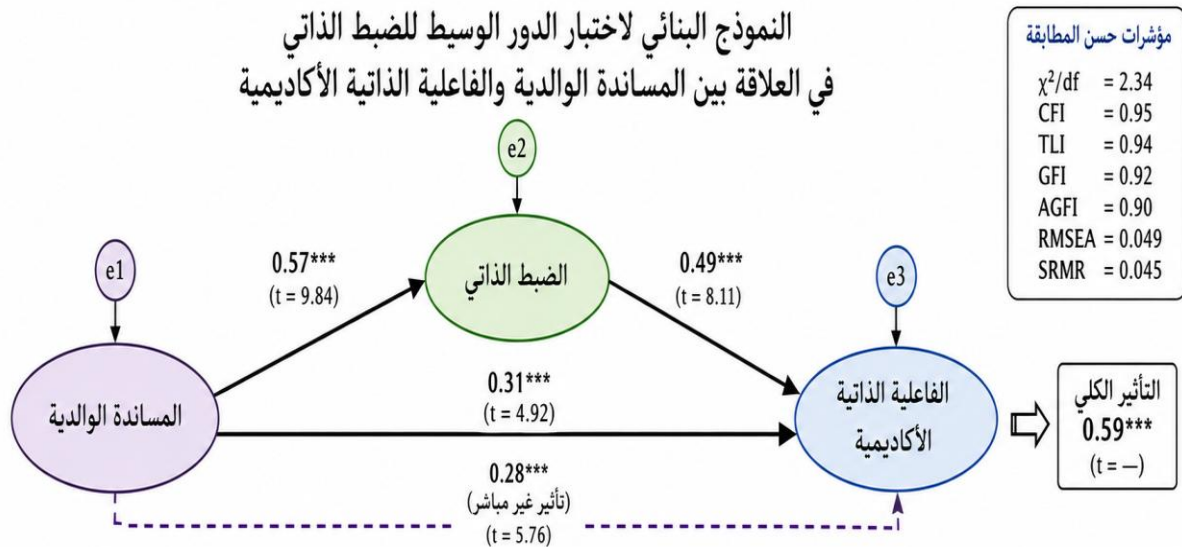 النموذج البنائي لاختبار الدور الوسيط للضبط الذاتي
في العلاقة بين المساندة الوالدية والفاعلية الذاتية الأكاديمية
مؤشرات حسن المطابقة
χ²/df = 2.34
CFI = 0.95
TLI = 0.94
GFI = 0.92
AGFI = 0.90
RMSEA = 0.049
SRMR = 0.045
e2
e1
e3
0.57***
(t = 9.84)
الضبط الذاتي
0.49***
(t = 8.11)
المساندة الوالدية
0.31***
(t = 4.92)
الفاعلية الذاتية
الأكاديمية
التأثير الكلي
0.59***
(t = —)
0.28***
(تأثير غير مباشر)
(t = 5.76)